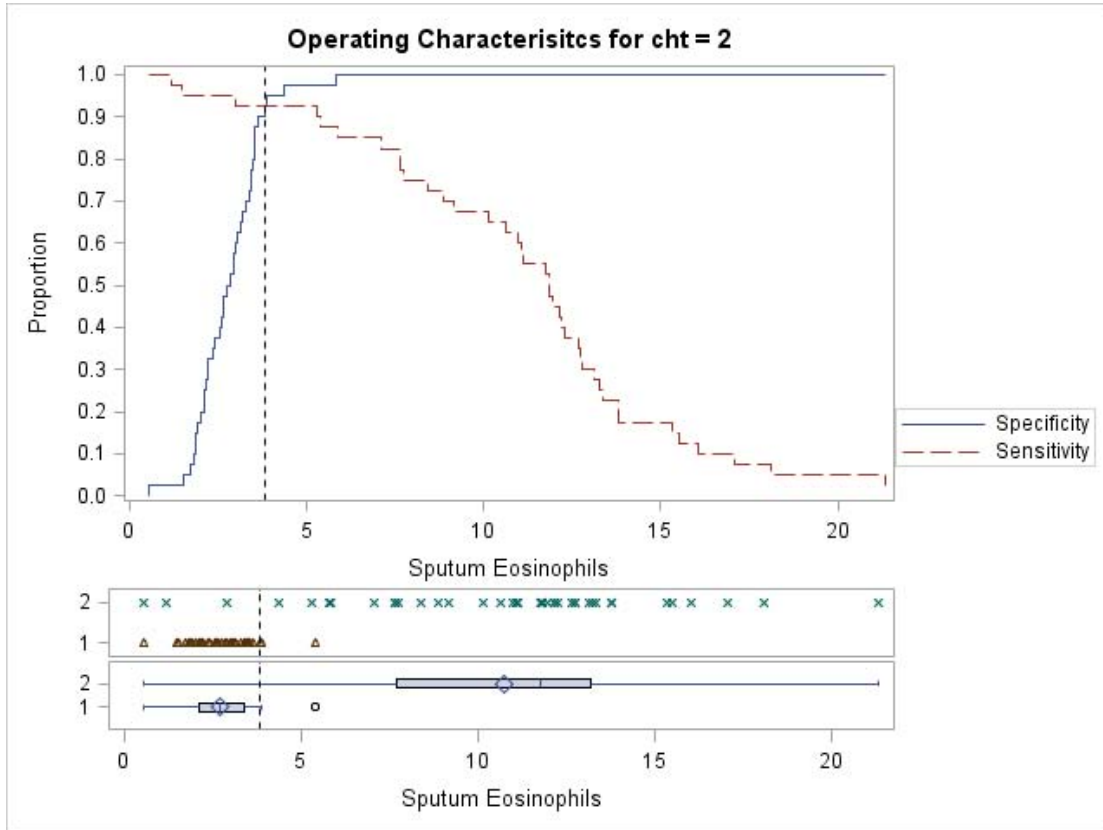 Operating Characterisitcs for cht = 2
1.0
0.9
0.8
0.7
0.6
0.5
0.4
0.3
0.2
0.1
0.0
Proportion
0 5 10 15 20
Sputum Eosinophils
Specificity
Sensitivity
2
1
2
1
0 5 10 15 20
Sputum Eosinophils